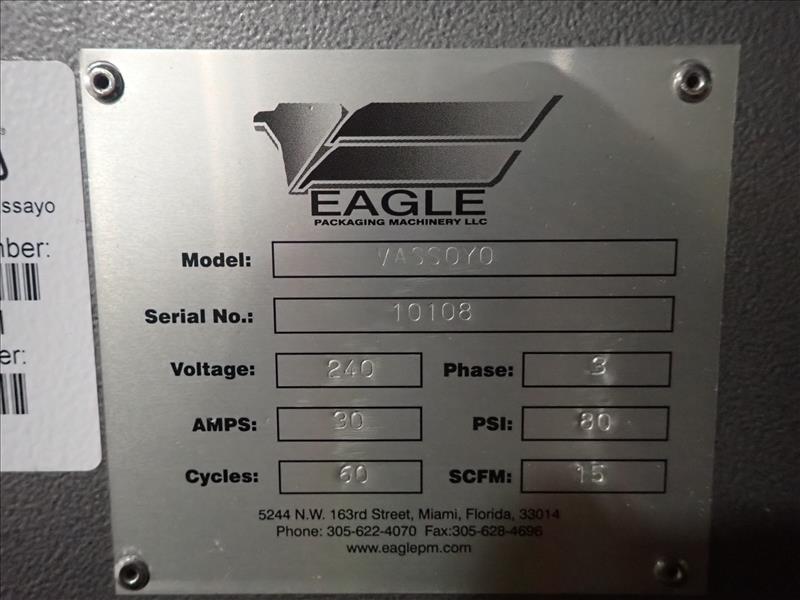 ssayo
nber:
er:
EAGLE
PACKAGING MACHINERY LLC
Model: VASSOYO
Serial No.: 10108
Voltage: 240 Phase: 3
AMPS: 30 PSI: 80
Cycles: 60 SCFM: 15
5244 N.W. 163rd Street, Miami, Florida, 33014
Phone: 305-622-4070 Fax:305-628-4696
www.eaglepm.com